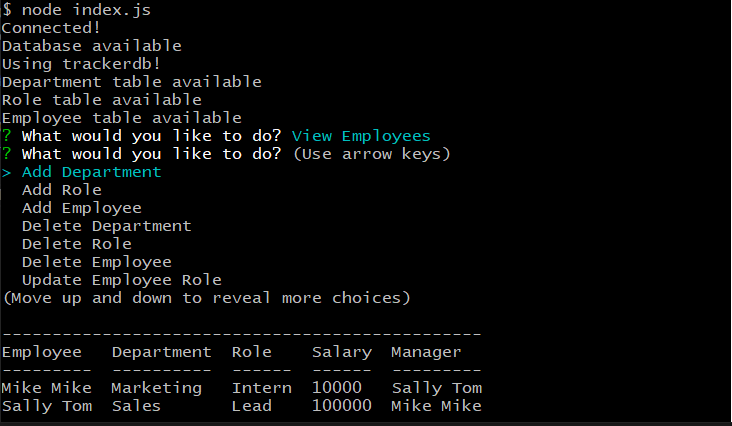 $ node index.js
Connected!
Database available
Using trackerdb!
Department table available
Role table available
Employee table available
? What would you like to do? View Employees
? What would you like to do? (Use arrow keys)
> Add Department
  Add Role
  Add Employee
  Delete Department
  Delete Role
  Delete Employee
  Update Employee Role
(Move up and down to reveal more choices)

------------------------------------------------
Employee   Department  Role    Salary  Manager
---------  ----------  ------  ------  ---------
Mike Mike  Marketing   Intern  10000   Sally Tom
Sally Tom  Sales       Lead    100000  Mike Mike